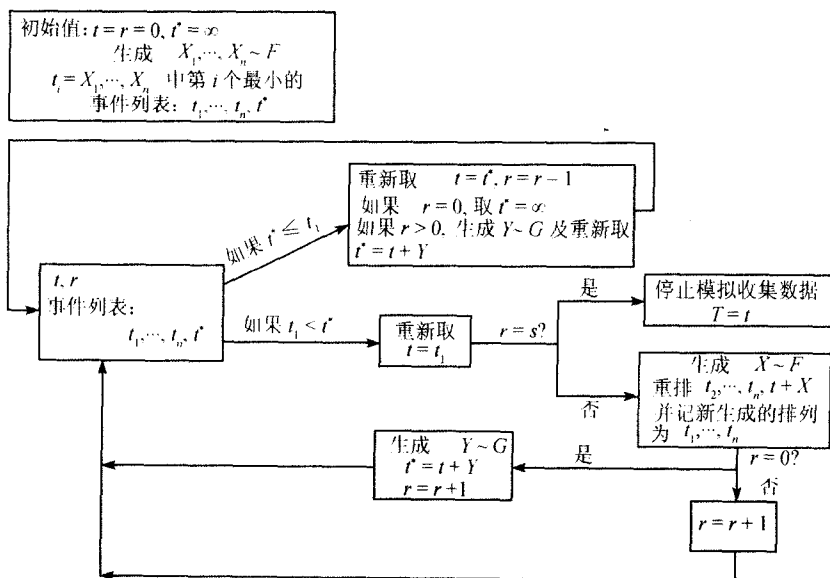 初始值: t = r = 0, t* = ∞
生成 X₁,···, Xₙ ~ F
tᵢ = X₁,···, Xₙ 中第 i 个最小的
事件列表: t₁,···, tₙ, t*
重新取 t = t*, r = r − 1
如果 r = 0, 取 t* = ∞
如果 r > 0, 生成 Y ~ G 及重新取
t* = t + Y
如果 t* ≤ t₁
t, r
事件列表:
t₁,···, tₙ, t*
如果 t₁ < t*
重新取
t = t₁
r = s?
是
停止模拟收集数据
T = t
否
生成 X ~ F
重排 t₂,···, tₙ, t + X
并记新生成的排列
为 t₁,···, tₙ
r = 0?
是
生成 Y ~ G
t* = t + Y
r = r + 1
否
r = r + 1